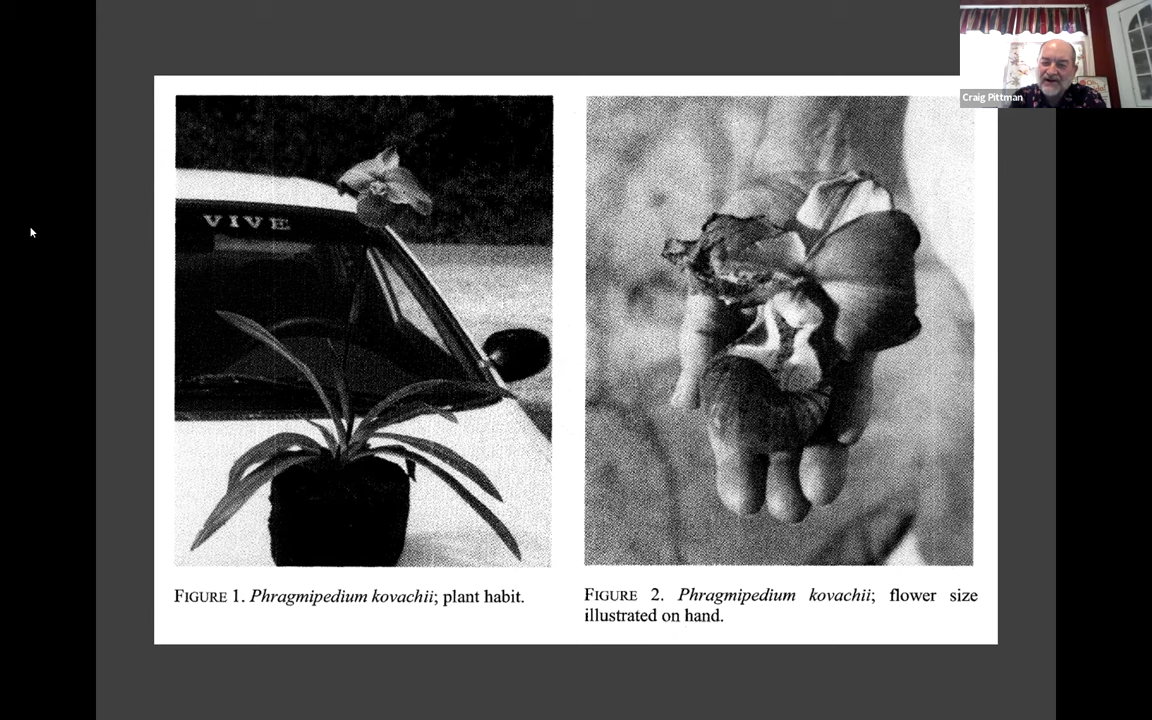 Craig Pittman
VIVE
FIGURE 1. Phragmipedium kovachii; plant habit.
FIGURE 2. Phragmipedium kovachii; flower size
illustrated on hand.